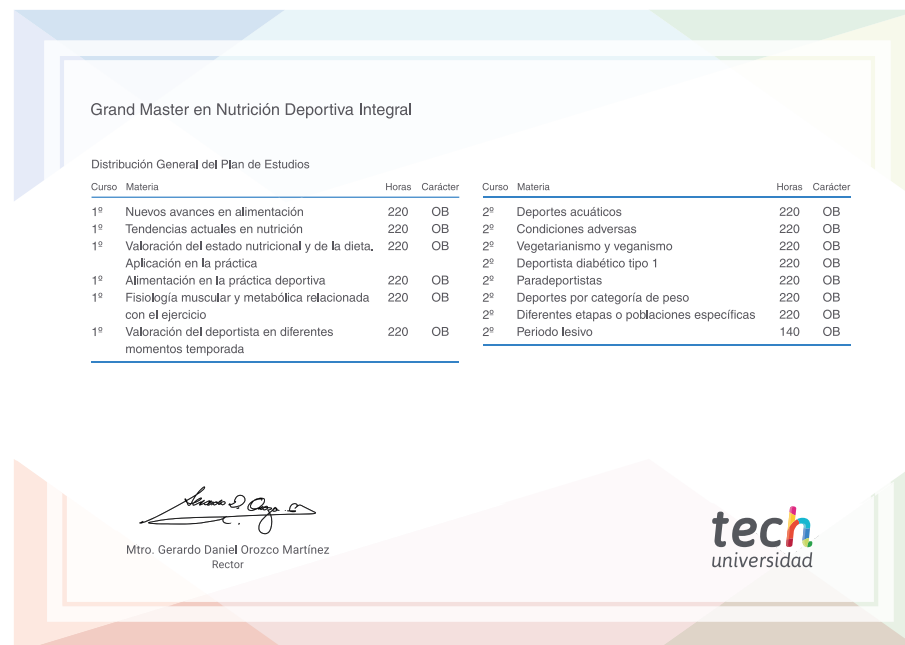 Grand Master en Nutrición Deportiva Integral
Distribución General del Plan de Estudios
Curso Materia Horas Carácter
1º Nuevos avances en alimentación 220 OB
1º Tendencias actuales en nutrición 220 OB
1º Valoración del estado nutricional y de la dieta. 220 OB
Aplicación en la práctica
1º Alimentación en la práctica deportiva 220 OB
1º Fisiología muscular y metabólica relacionada 220 OB
con el ejercicio
1º Valoración del deportista en diferentes 220 OB
momentos temporada
Curso Materia Horas Carácter
2º Deportes acuáticos 220 OB
2º Condiciones adversas 220 OB
2º Vegetarianismo y veganismo 220 OB
2º Deportista diabético tipo 1 220 OB
2º Paradeportistas 220 OB
2º Deportes por categoría de peso 220 OB
2º Diferentes etapas o poblaciones específicas 220 OB
2º Periodo lesivo 140 OB
Mtro. Gerardo Daniel Orozco Martínez
Rector
tech
universidad